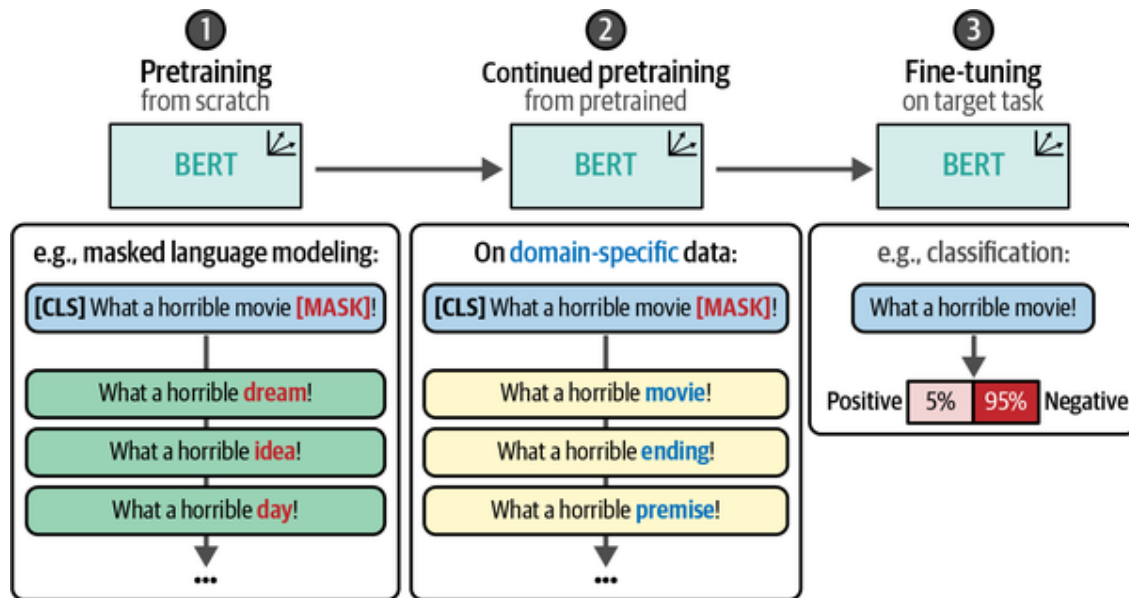 1
Pretraining
from scratch
BERT
e.g., masked language modeling:
[CLS] What a horrible movie [MASK]!
What a horrible dream!
What a horrible idea!
What a horrible day!
...
2
Continued pretraining
from pretrained
BERT
On domain-specific data:
[CLS] What a horrible movie [MASK]!
What a horrible movie!
What a horrible ending!
What a horrible premise!
...
3
Fine-tuning
on target task
BERT
e.g., classification:
What a horrible movie!
Positive 5% 95% Negative